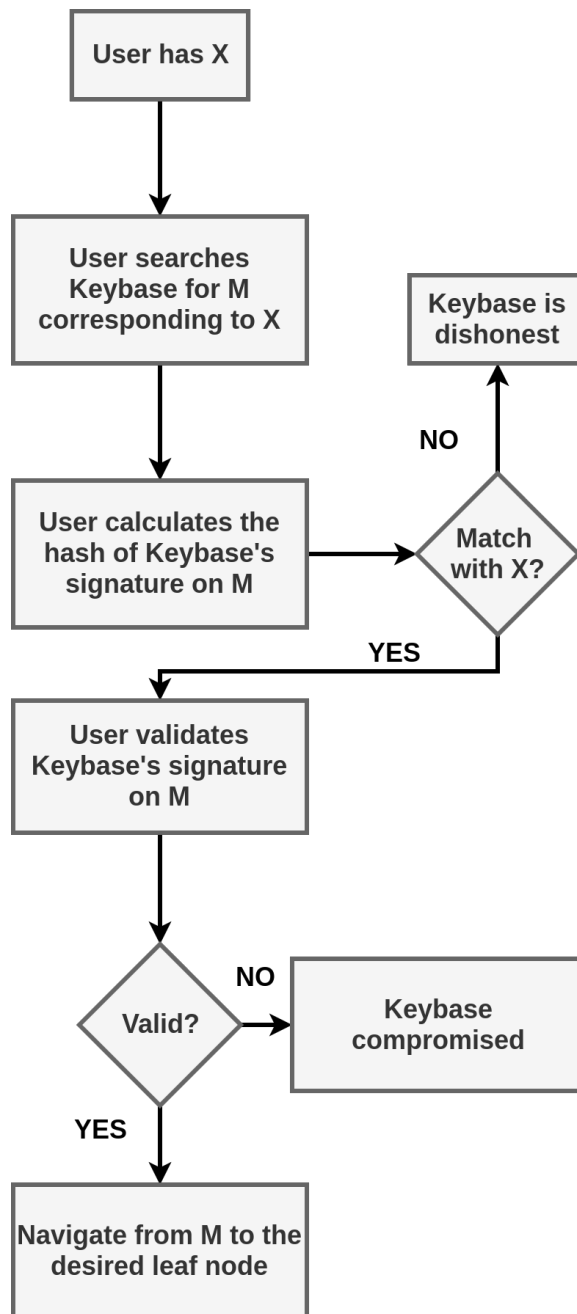 User has X
User searches
Keybase for M
corresponding to X
Keybase is
dishonest
NO
User calculates the
hash of Keybase's
signature on M
Match
with X?
YES
User validates
Keybase's signature
on M
Valid?
NO
Keybase
compromised
YES
Navigate from M to the
desired leaf node